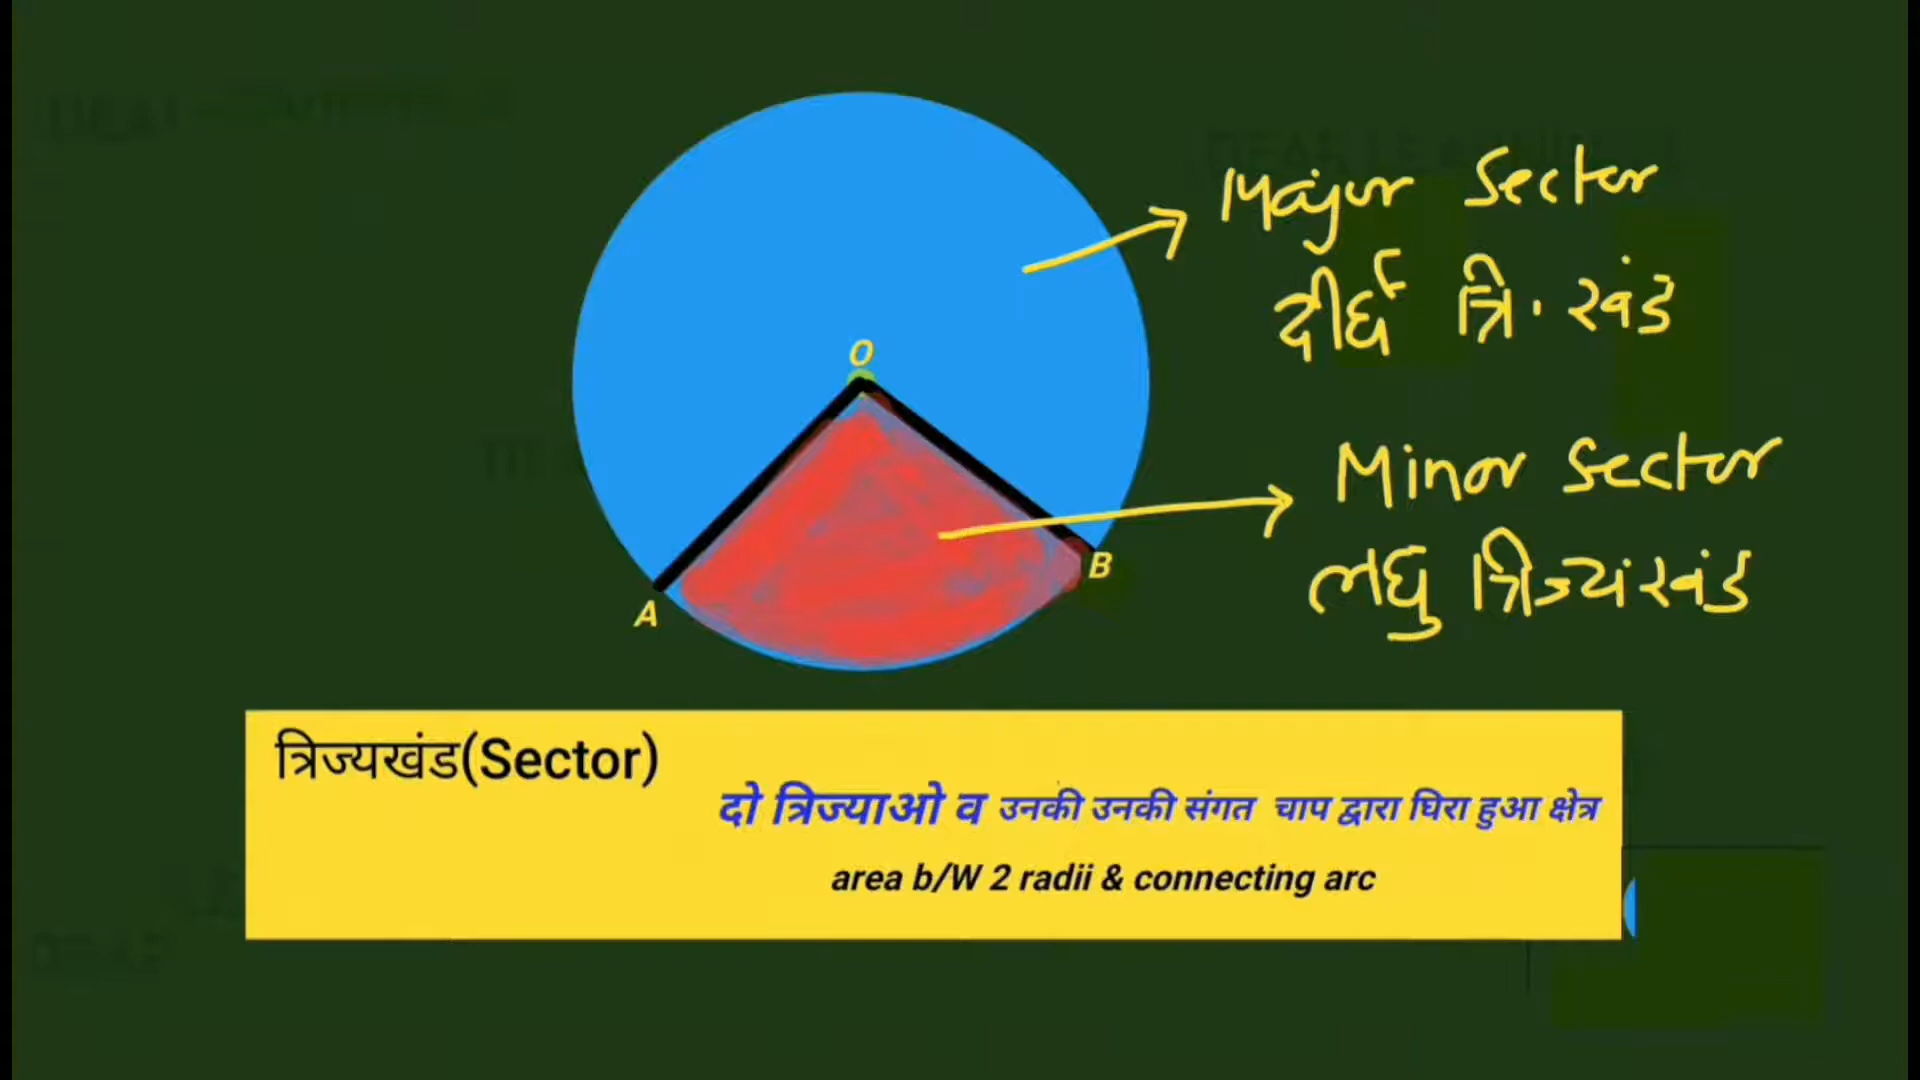 Major Sector
दीर्घ त्रि. खंड
O
Minor Sector
लघु त्रिज्यखंड
B
A
त्रिज्यखंड(Sector)
दो त्रिज्याओ व उनकी उनकी संगत चाप द्वारा घिरा हुआ क्षेत्र
area b/W 2 radii & connecting arc